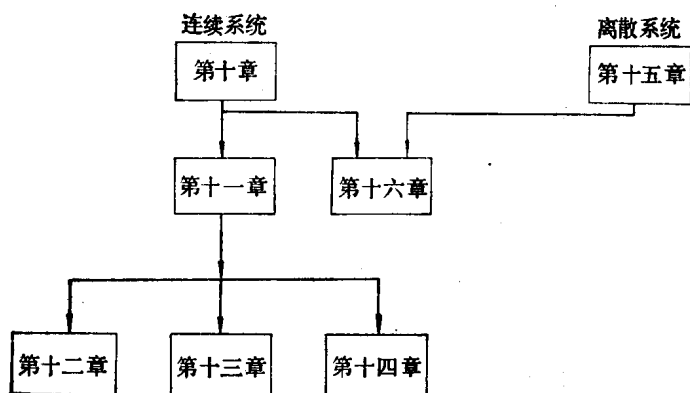 连续系统
离散系统
第十章
第十五章
第十一章
第十六章
第十二章
第十三章
第十四章